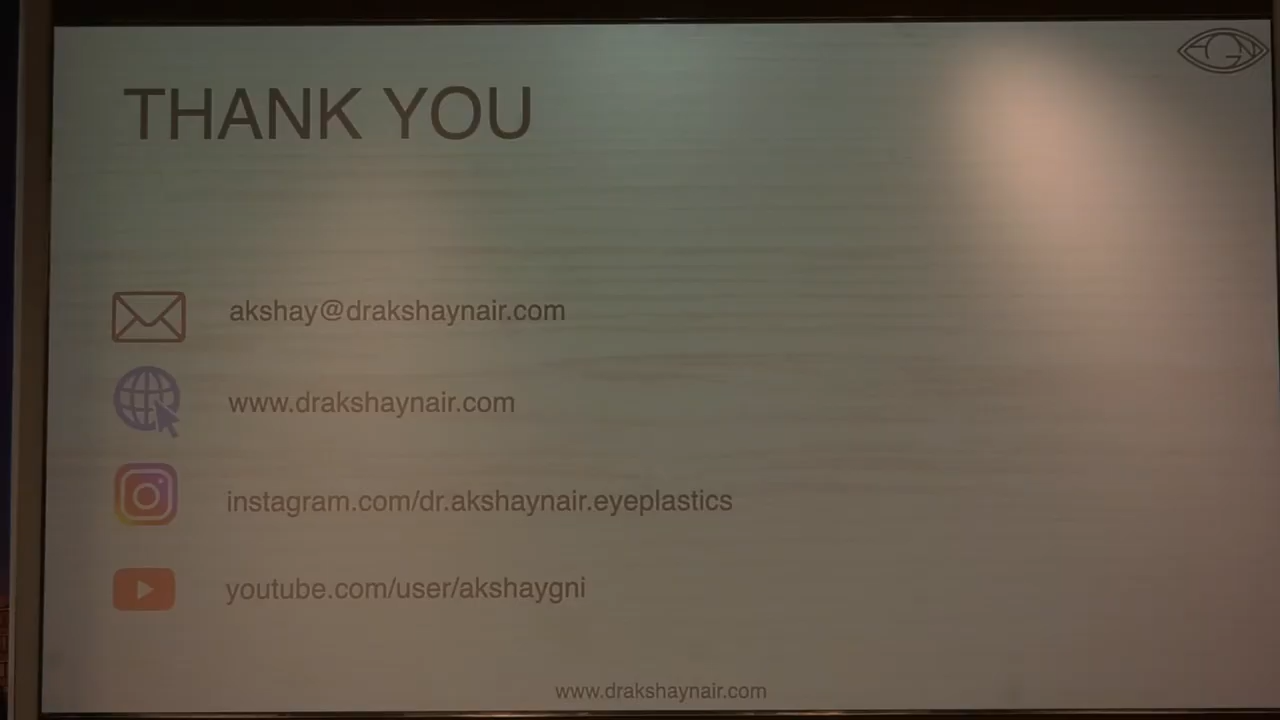 AGN
THANK YOU
akshay@drakshaynair.com
www.drakshaynair.com
instagram.com/dr.akshaynair.eyeplastics
youtube.com/user/akshaygni
www.drakshaynair.com